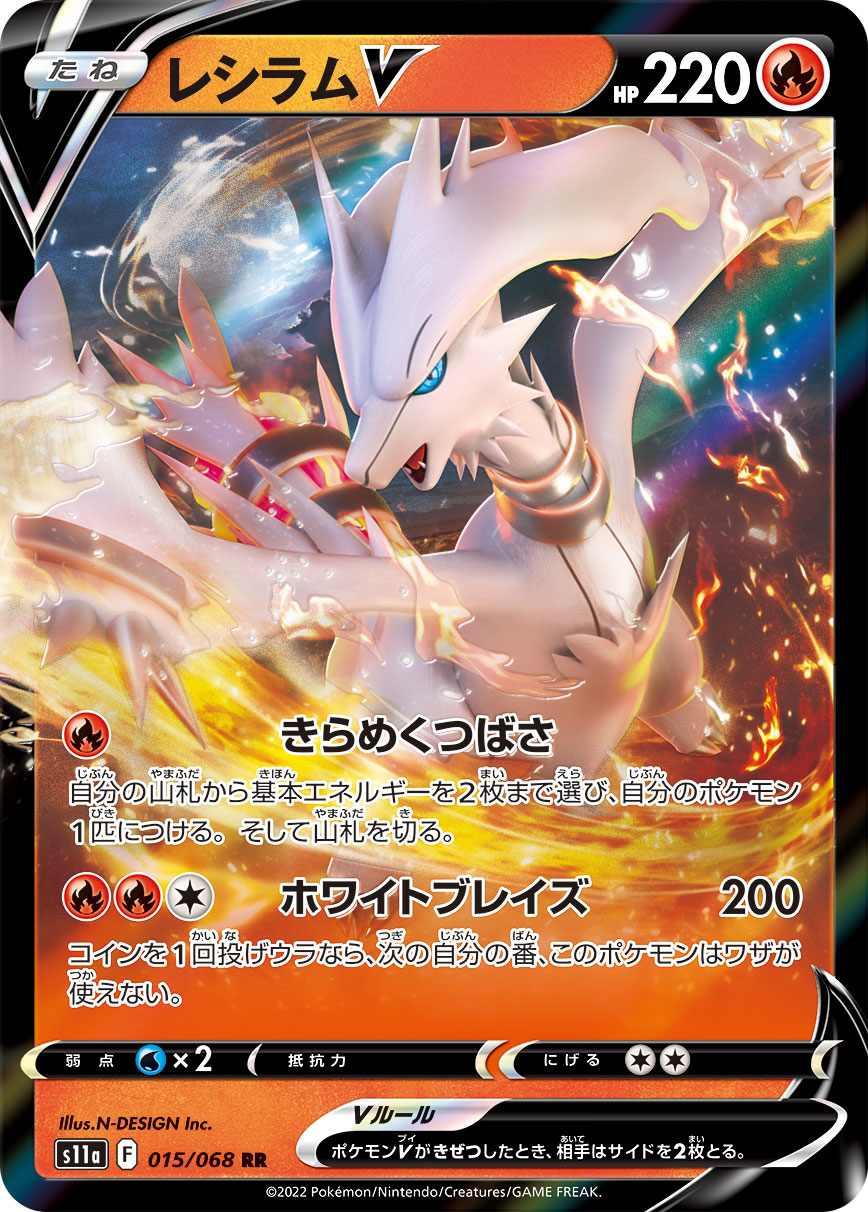 たね
レシラムV
HP 220
きらめくつばさ
自分の山札から基本エネルギーを2枚まで選び、自分のポケモン
1匹につける。そして山札を切る。
ホワイトブレイズ 200
コインを1回投げウラなら、次の自分の番、このポケモンはワザが
使えない。
弱点 ×2 抵抗力 にげる
Illus.N-DESIGN Inc.
s11a F 015/068 RR
Vルール
ポケモンVがきぜつしたとき、相手はサイドを2枚とる。
©2022 Pokémon/Nintendo/Creatures/GAME FREAK.